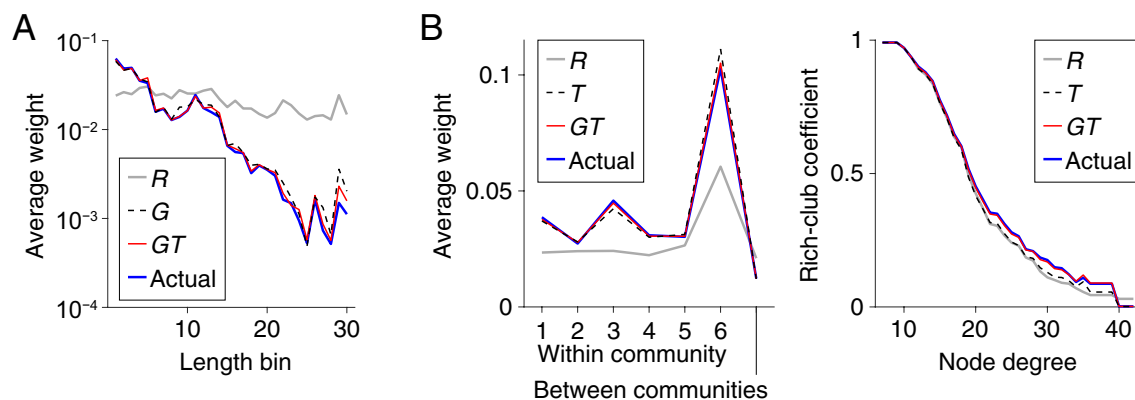 A
Average weight
10⁻¹
10⁻²
10⁻³
10⁻⁴
R
G
GT
Actual
10
20
30
Length bin
B
Average weight
0.1
0.05
0
R
T
GT
Actual
1 2 3 4 5 6
Within community
Between communities
Rich-club coefficient
1
0.5
0
R
T
GT
Actual
10 20 30 40
Node degree